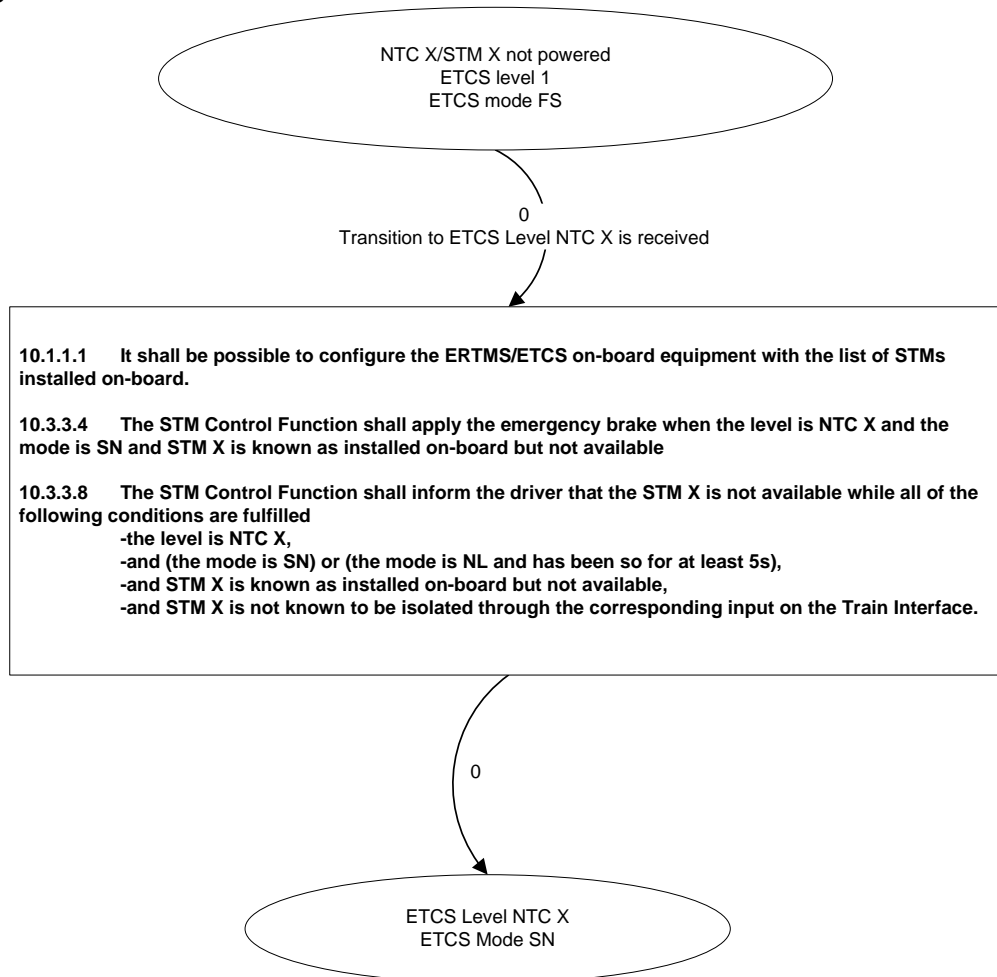 NTC X/STM X not powered
ETCS level 1
ETCS mode FS
0
Transition to ETCS Level NTC X is received
10.1.1.1 It shall be possible to configure the ERTMS/ETCS on-board equipment with the list of STMs
installed on-board.
10.3.3.4 The STM Control Function shall apply the emergency brake when the level is NTC X and the
mode is SN and STM X is known as installed on-board but not available
10.3.3.8 The STM Control Function shall inform the driver that the STM X is not available while all of the
following conditions are fulfilled
-the level is NTC X,
-and (the mode is SN) or (the mode is NL and has been so for at least 5s),
-and STM X is known as installed on-board but not available,
-and STM X is not known to be isolated through the corresponding input on the Train Interface.
0
ETCS Level NTC X
ETCS Mode SN